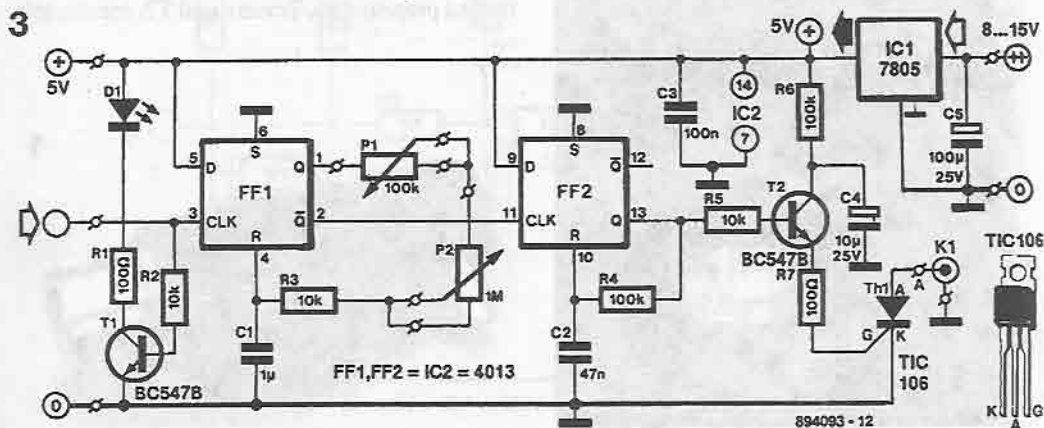 3
5V
8...15V
IC1
7805
+
5V
D1
5
D
6
S
FF1
Q
1
3
CLK
Q̅
2
R
4
P1
100k
P2
1M
R1
100Ω
R2
10k
R3
10k
C1
1µ
T1
BC547B
0
FF1,FF2 = IC2 = 4013
9
D
8
S
FF2
Q̅
12
11
CLK
Q
13
R
10
C3
100n
14
IC2
7
R4
100k
C2
47n
R5
10k
R6
100k
T2
BC547B
C4
10µ
25V
R7
100Ω
C5
100µ
25V
0
K1
A
Th1
A
G
K
TIC
106
TIC106
K
A
G
894093 - 12
+
++